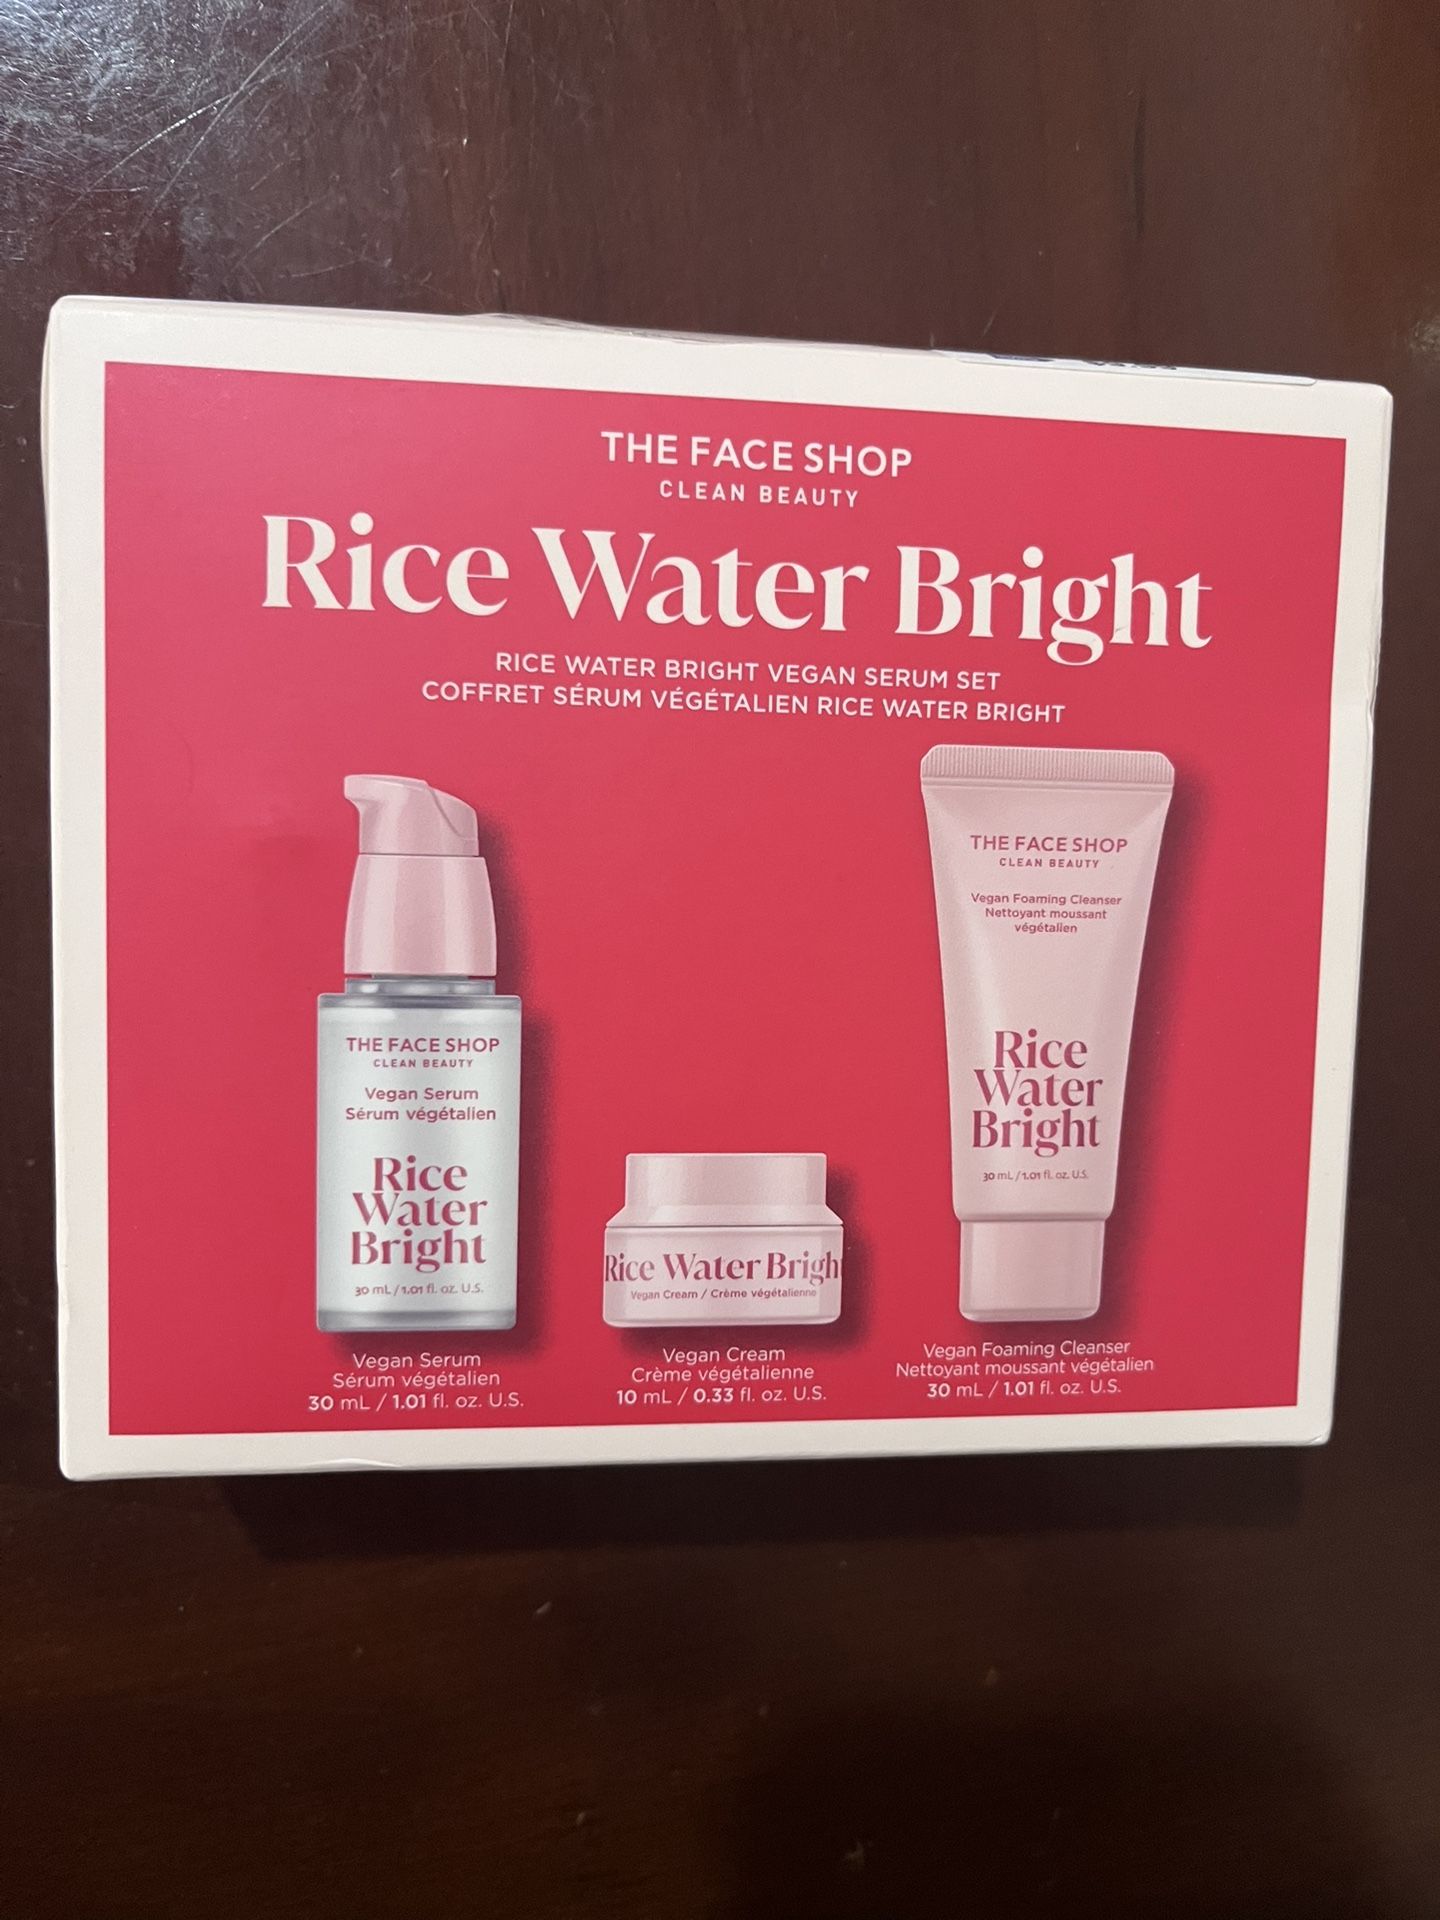 THE FACE SHOP
CLEAN BEAUTY
Rice Water Bright
RICE WATER BRIGHT VEGAN SERUM SET
COFFRET SÉRUM VÉGÉTALIEN RICE WATER BRIGHT
THE FACE SHOP
CLEAN BEAUTY
Vegan Serum
Sérum végétalien
Rice
Water
Bright
30 mL / 1.01 fl. oz. U.S.
Vegan Serum
Sérum végétalien
30 mL / 1.01 fl. oz. U.S.
Rice Water Brigh
Vegan Cream / Crème végétalienne
Vegan Cream
Crème végétalienne
10 mL / 0.33 fl. oz. U.S.
THE FACE SHOP
CLEAN BEAUTY
Vegan Foaming Cleanser
Nettoyant moussant
végétalien
Rice
Water
Bright
30 mL / 1.01 fl. oz. U.S.
Vegan Foaming Cleanser
Nettoyant moussant végétalien
30 mL / 1.01 fl. oz. U.S.